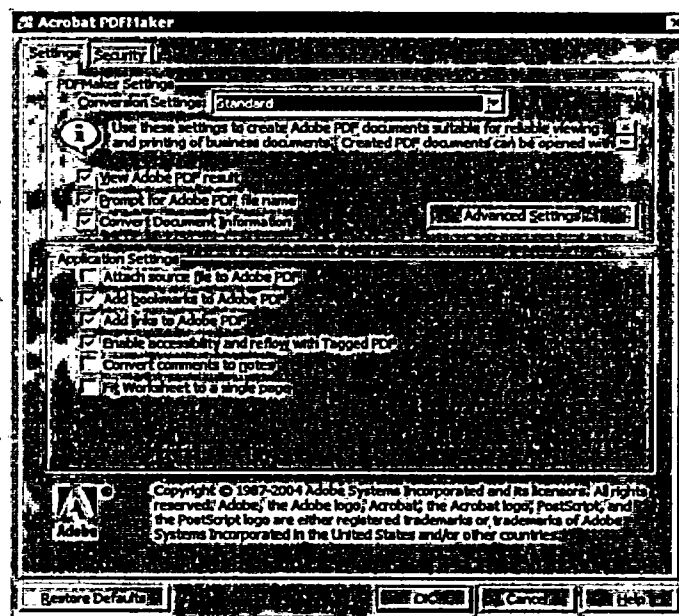 Acrobat PDFMaker
Settings Security
PDFMaker Settings
Conversion Settings: Standard
Use these settings to create Adobe PDF documents suitable for reliable viewing
and printing of business documents. Created PDF documents can be opened with
View Adobe PDF result
Prompt for Adobe PDF file name
Convert Document Information
Advanced Settings...
Application Settings
Attach source file to Adobe PDF
Add bookmarks to Adobe PDF
Add links to Adobe PDF
Enable accessibility and reflow with Tagged PDF
Convert comments to notes
Fit Worksheet to a single page
Copyright © 1987-2004 Adobe Systems Incorporated and its licensors. All rights
reserved. Adobe, the Adobe logo, Acrobat, the Acrobat logo, PostScript, and
the PostScript logo are either registered trademarks or trademarks of Adobe
Systems Incorporated in the United States and/or other countries.
Adobe
Restore Defaults OK Cancel Help